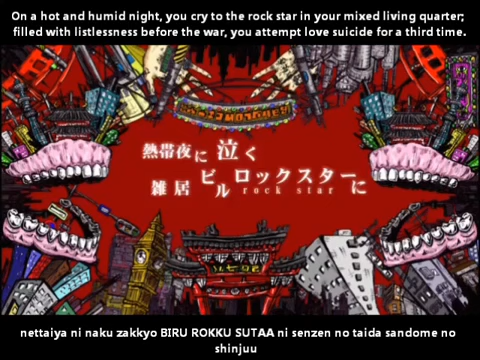 On a hot and humid night, you cry to the rock star in your mixed living quarter;
filled with listlessness before the war, you attempt love suicide for a third time.
熱帯夜に 泣く
雑居 ビル ロックスターに
rock star
nettaiya ni naku zakkyo BIRU ROKKU SUTAA ni senzen no taida sandome no
shinjuu